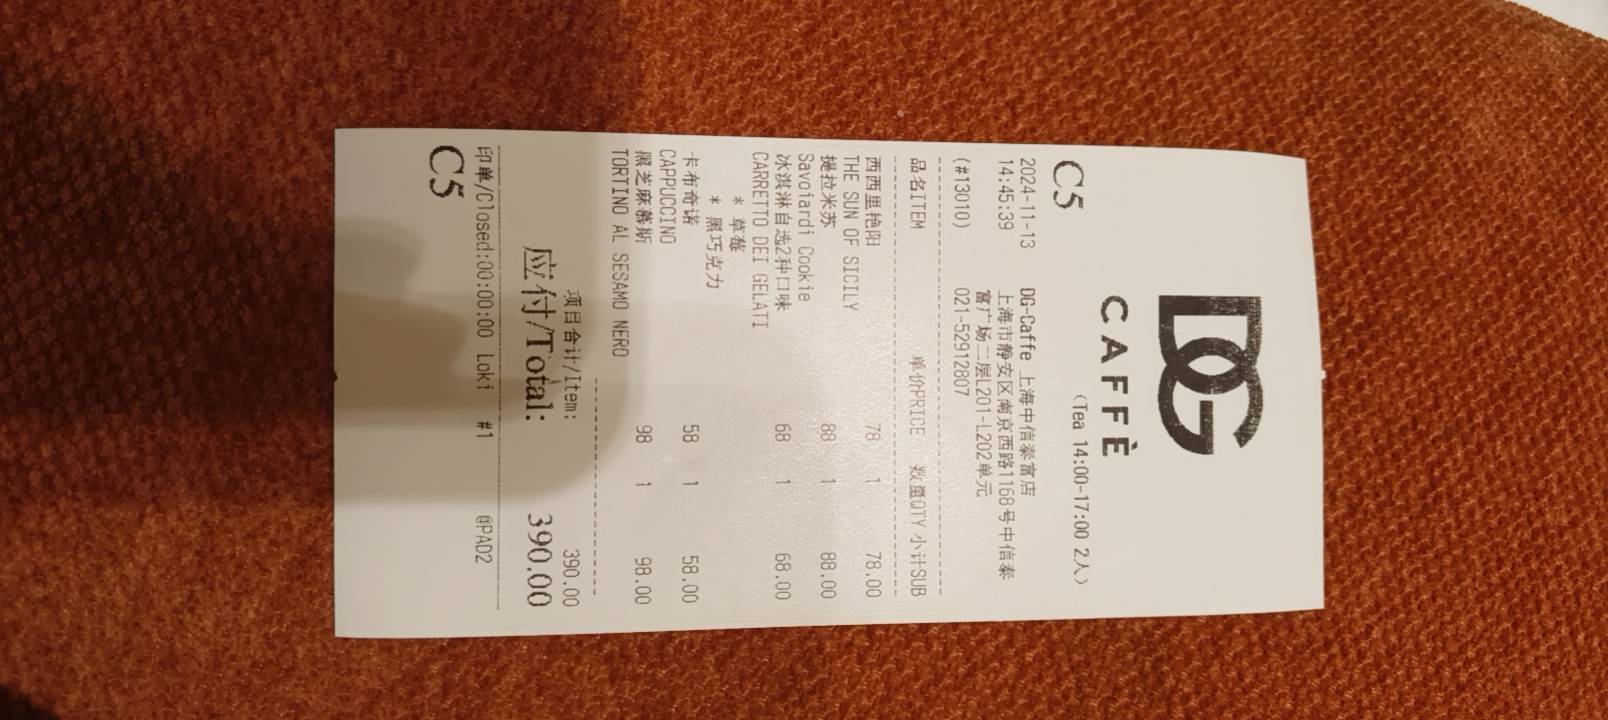 DG
CAFFÈ
(Tea 14:00-17:00 2人)
C5
2024-11-13 DG-Caffe 上海中信泰富店
14:45:39 上海市静安区南京西路1168号中信泰
富广场二层L201-L202单元
(#13010) 021-52912807
品名ITEM 单价PRICE 数量QTY 小计SUB
西西里艳阳 78 1 78.00
THE SUN OF SICILY
提拉米苏 88 1 88.00
Savoiardi Cookie
冰淇淋自选2种口味 68 1 68.00
CARRETTO DEI GELATI
* 草莓
* 黑巧克力
卡布奇诺 58 1 58.00
CAPPUCCINO
黑芝麻慕斯 98 1 98.00
TORTINO AL SESAMO NERO
项目合计/Item: 390.00
应付/Total: 390.00
印单/Closed:00:00:00 Loki #1 @PAD2
C5